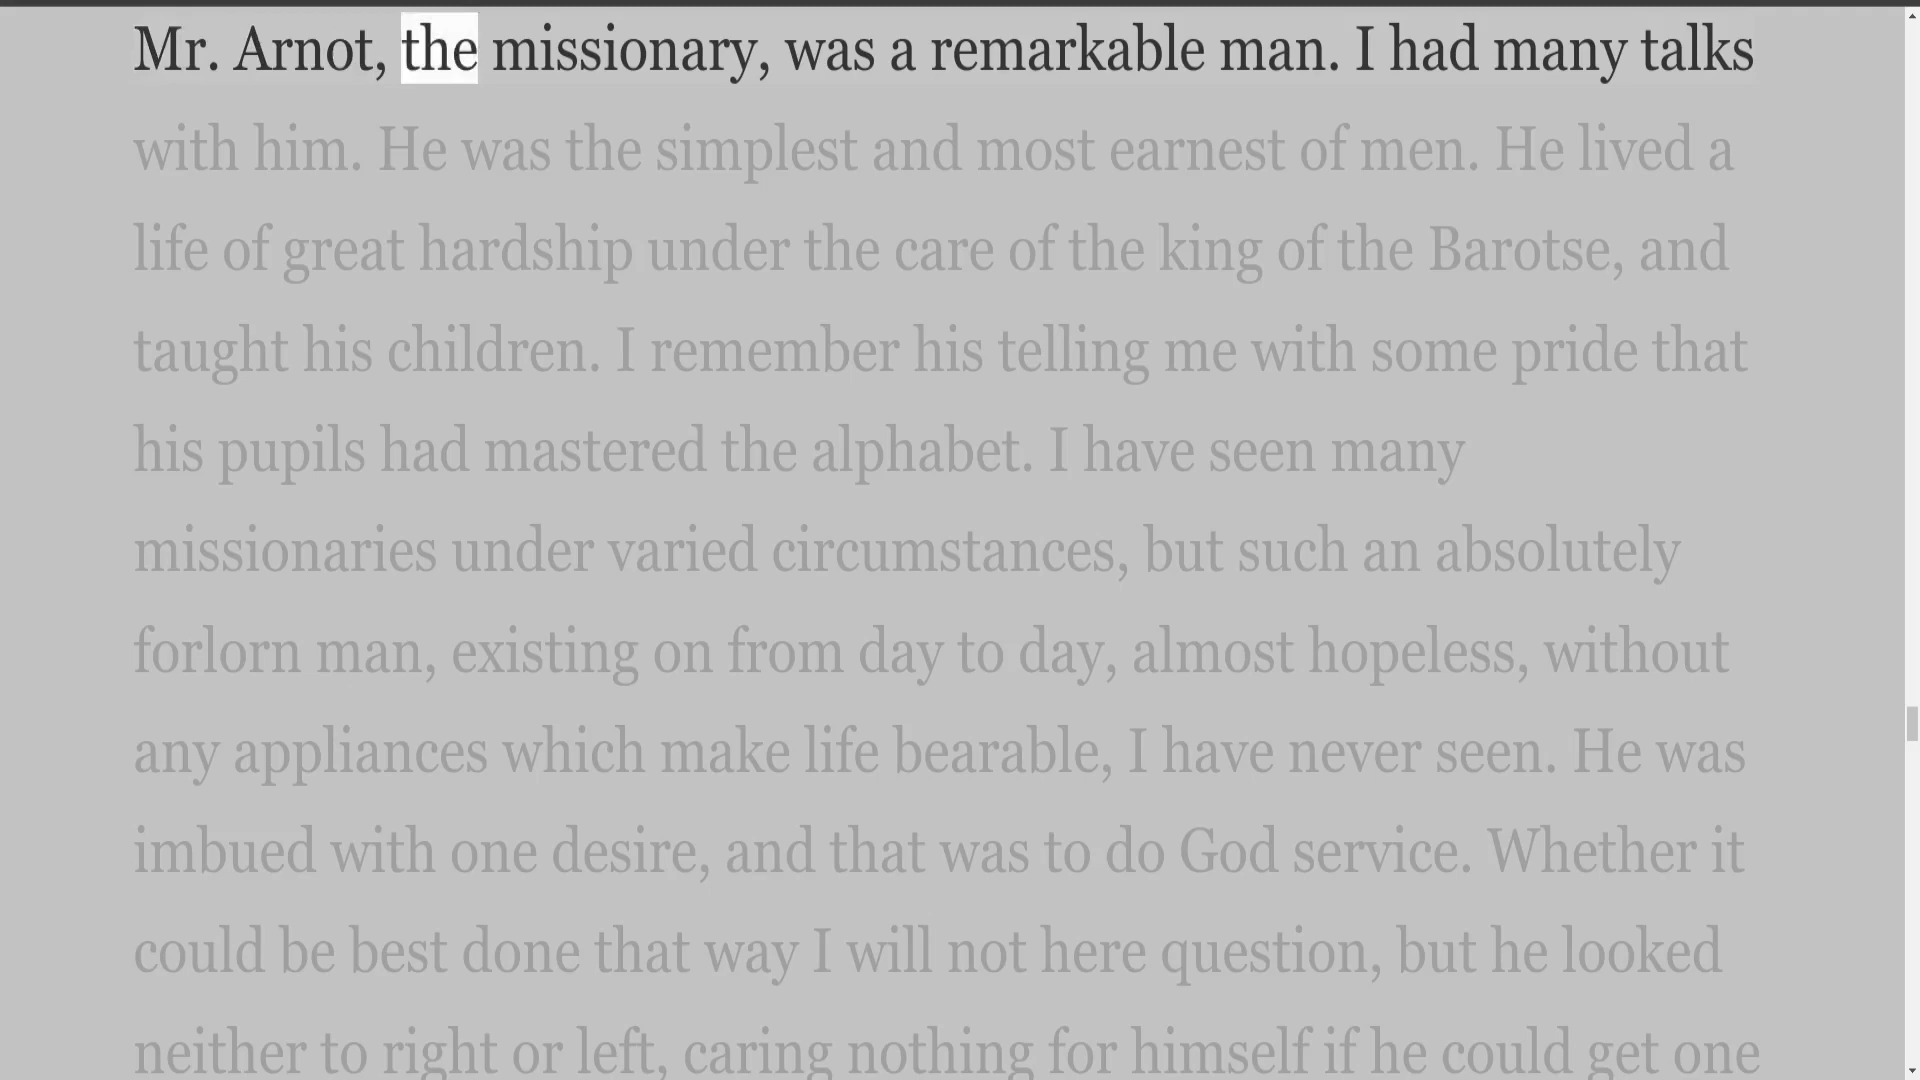 Mr. Arnot, the missionary, was a remarkable man. I had many talks
with him. He was the simplest and most earnest of men. He lived a
life of great hardship under the care of the king of the Barotse, and
taught his children. I remember his telling me with some pride that
his pupils had mastered the alphabet. I have seen many
missionaries under varied circumstances, but such an absolutely
forlorn man, existing on from day to day, almost hopeless, without
any appliances which make life bearable, I have never seen. He was
imbued with one desire, and that was to do God service. Whether it
could be best done that way I will not here question, but he looked
neither to right or left, caring nothing for himself if he could get one